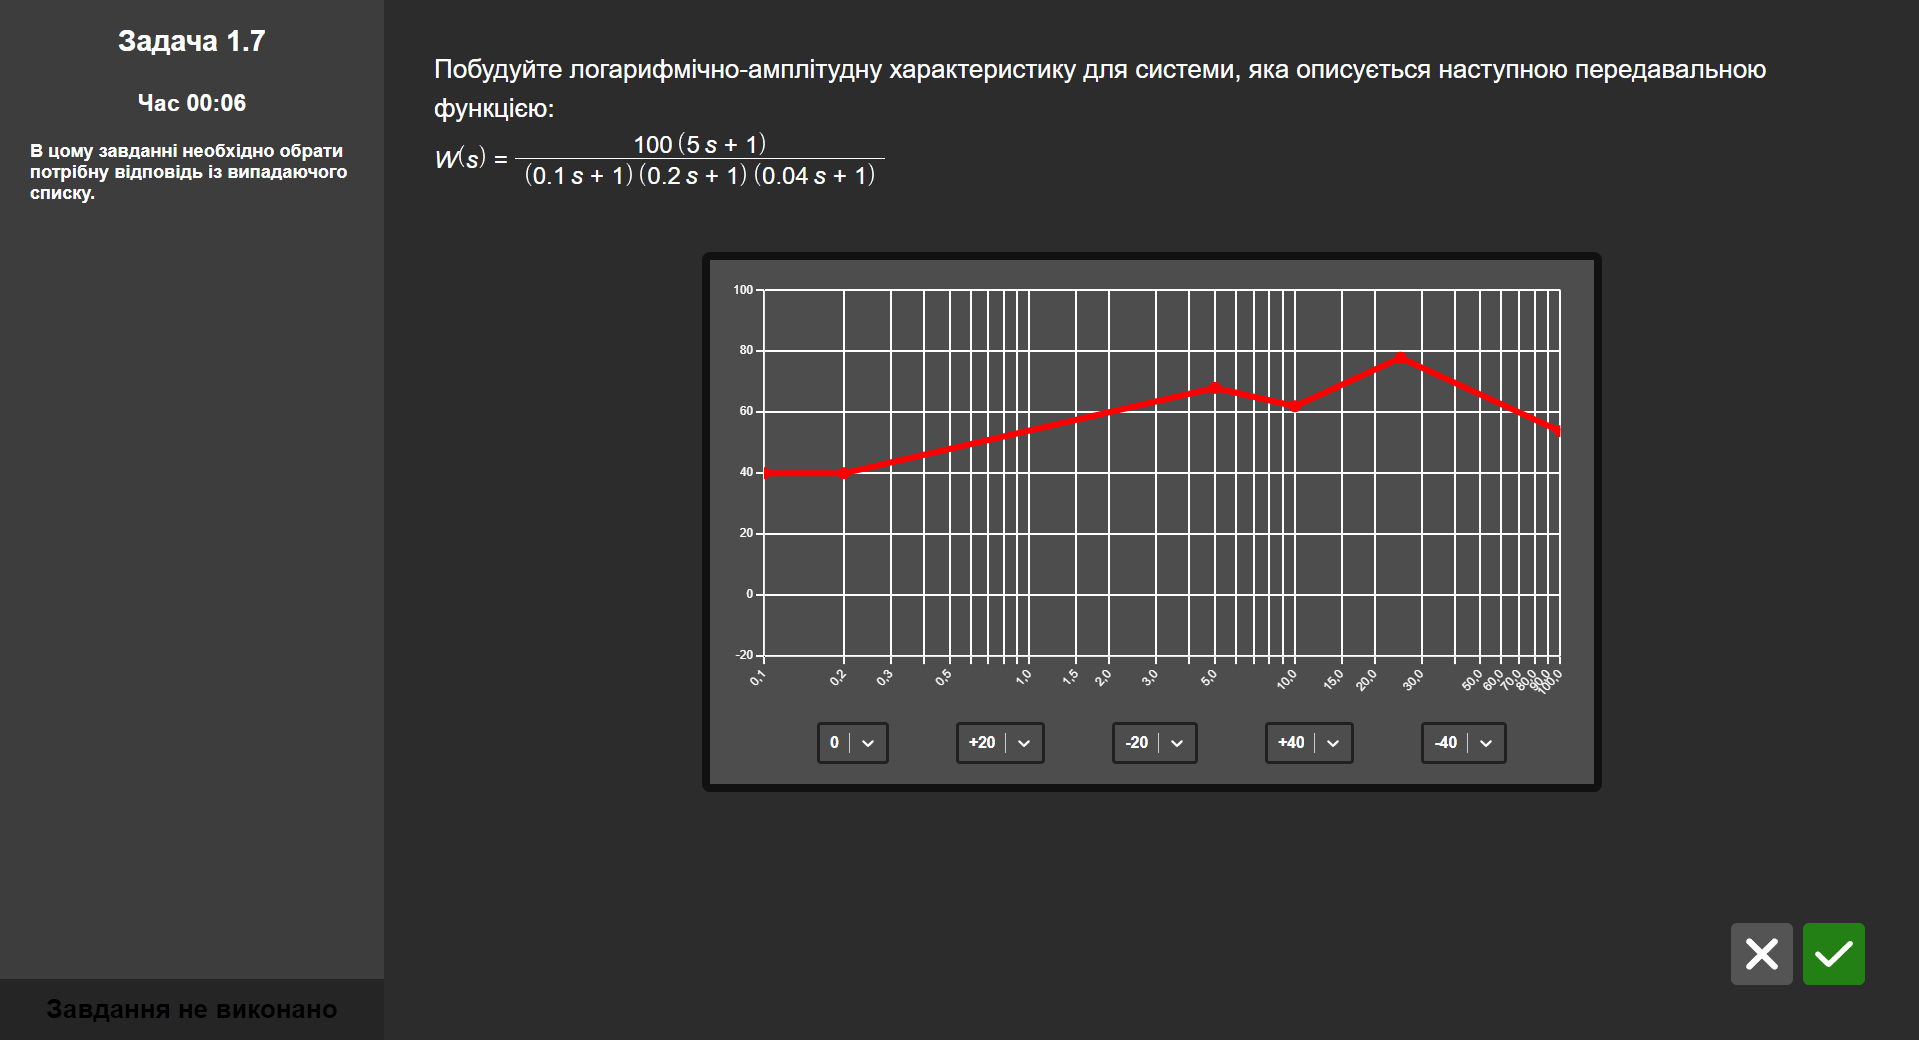 Задача 1.7
Час 00:06
В цьому завданні необхідно обрати
потрібну відповідь із випадаючого
списку.
Завдання не виконано
Побудуйте логарифмічно-амплітудну характеристику для системи, яка описується наступною передавальною
функцією:
W(s) = 100 (5 s + 1) / (0.1 s + 1) (0.2 s + 1) (0.04 s + 1)
100
80
60
40
20
0
-20
0,1 0,2 0,3 0,5 1,0 1,5 2,0 3,0 5,0 10,0 15,0 20,0 30,0 50,0 60,0 70,0 80,0 90,0 100,0
0 +20 -20 +40 -40